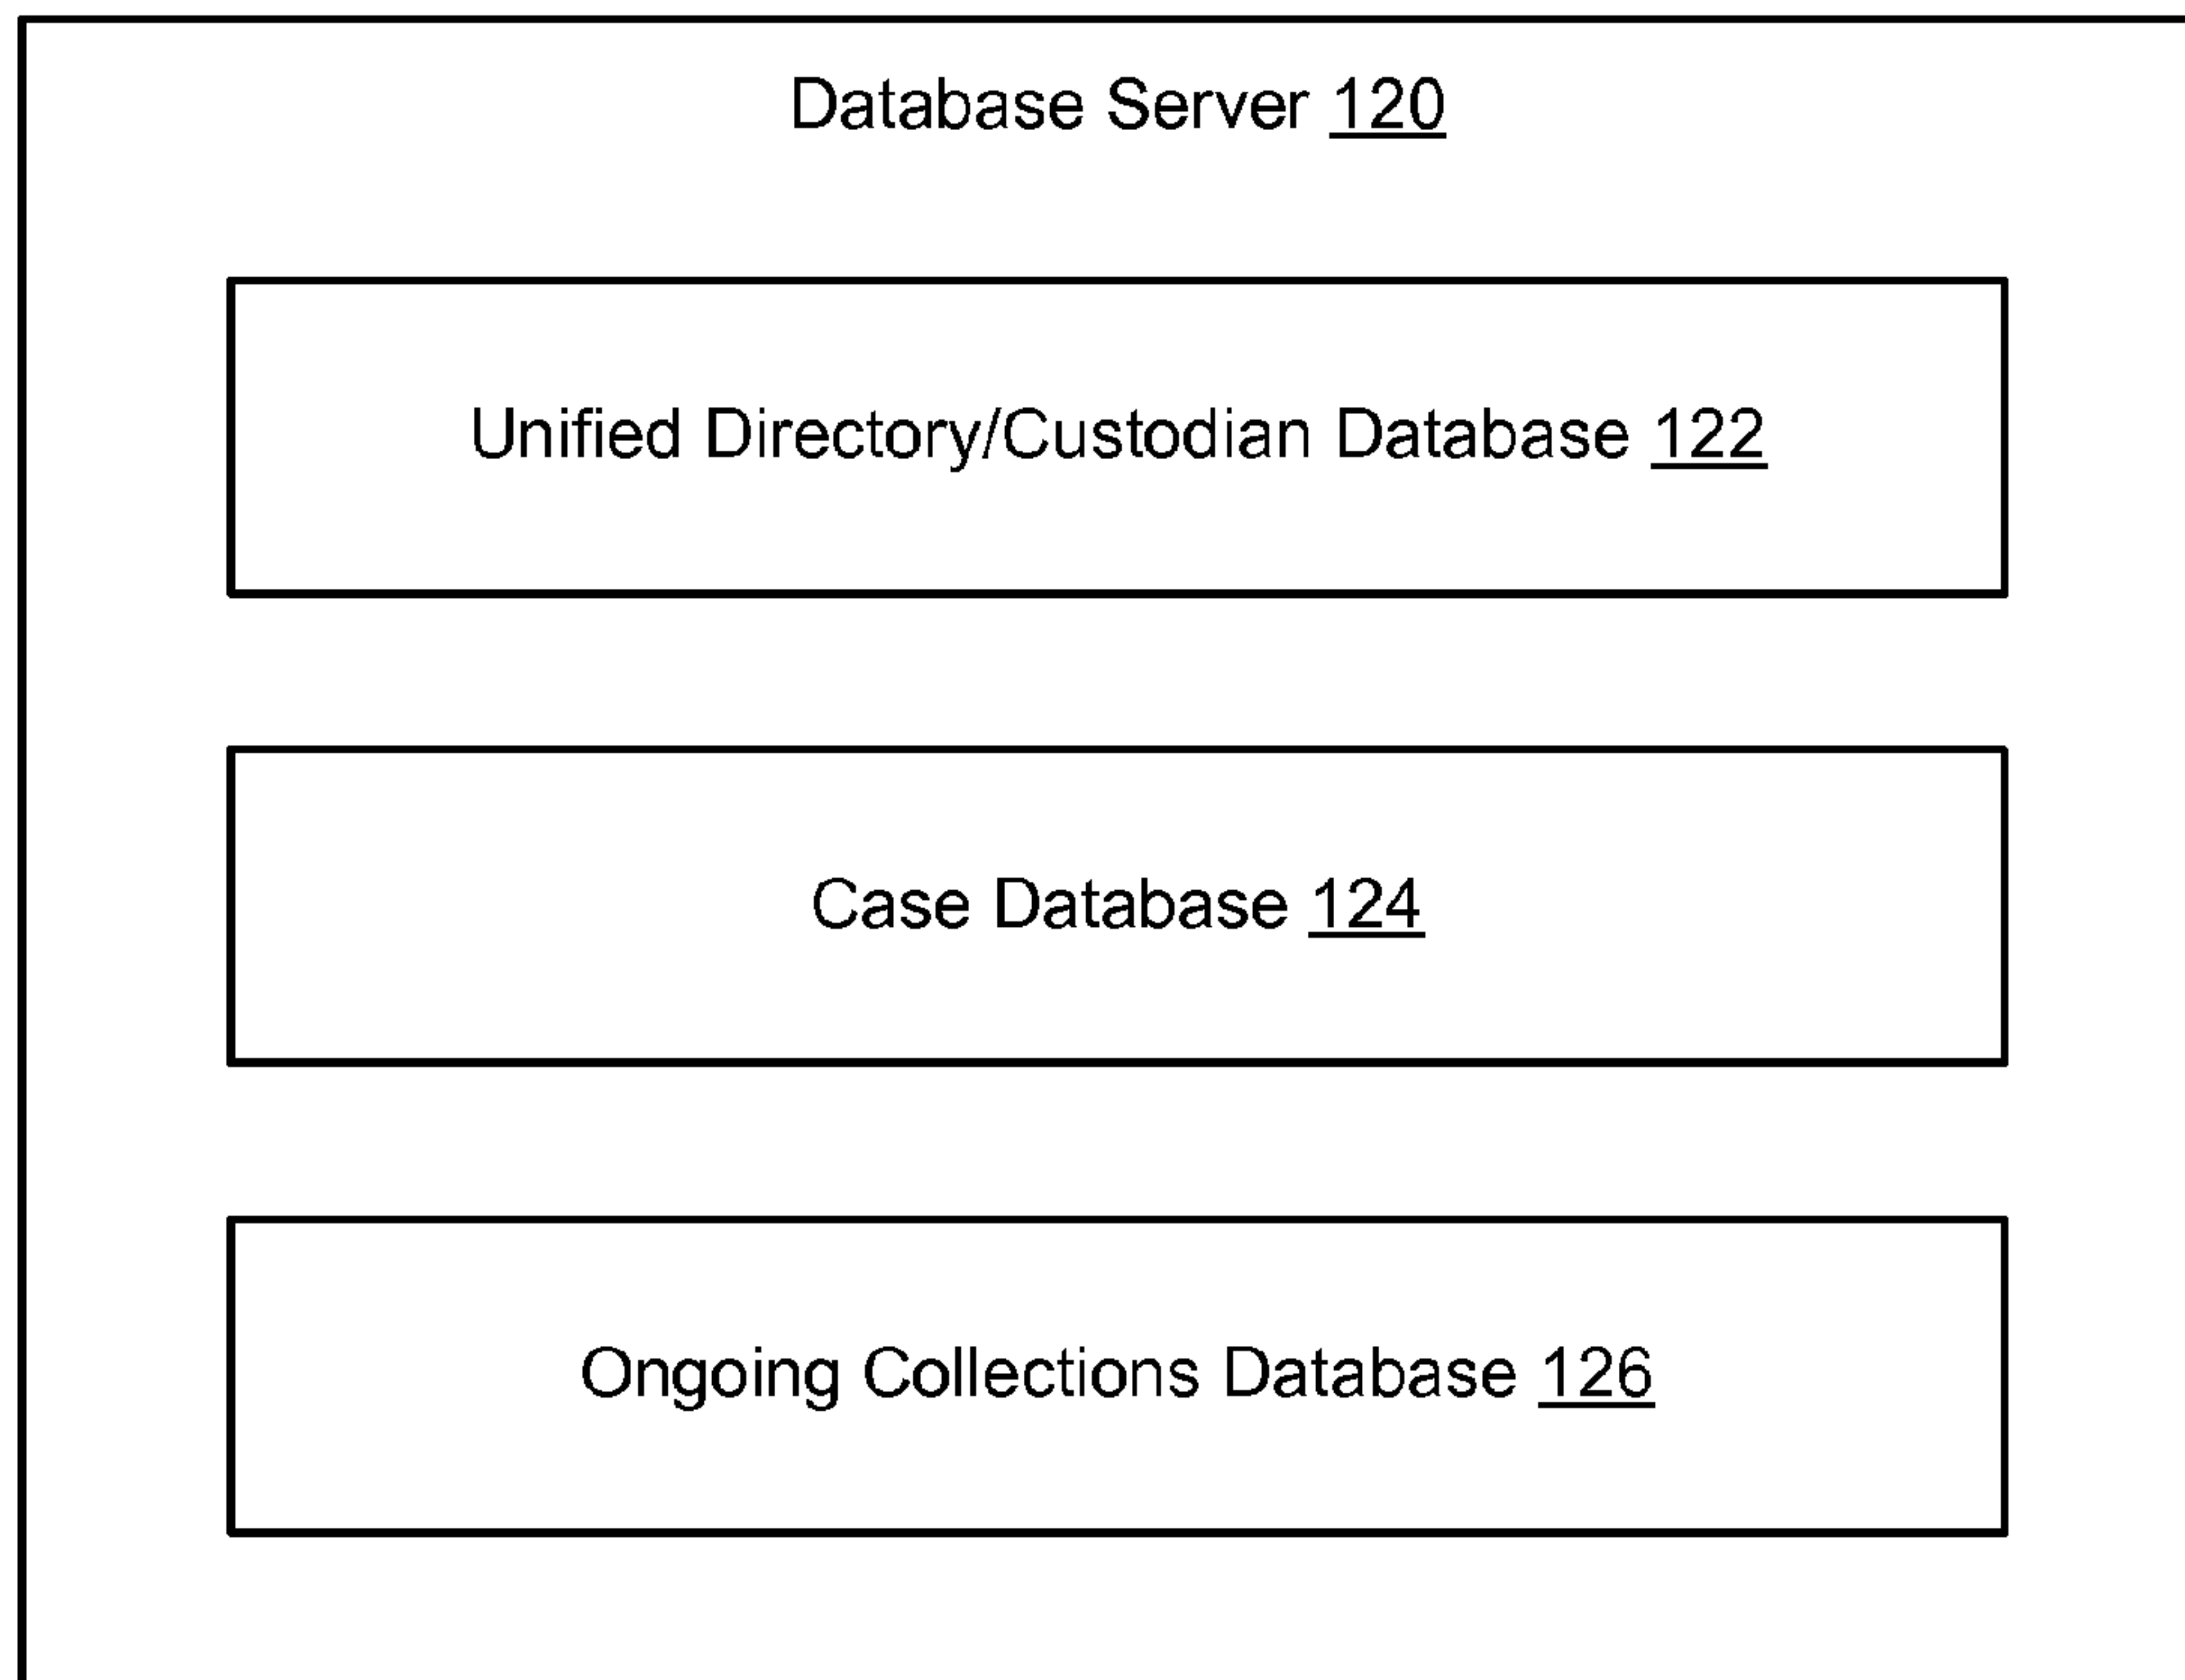 Database Server 120
Unified Directory/Custodian Database 122
Case Database 124
Ongoing Collections Database 126